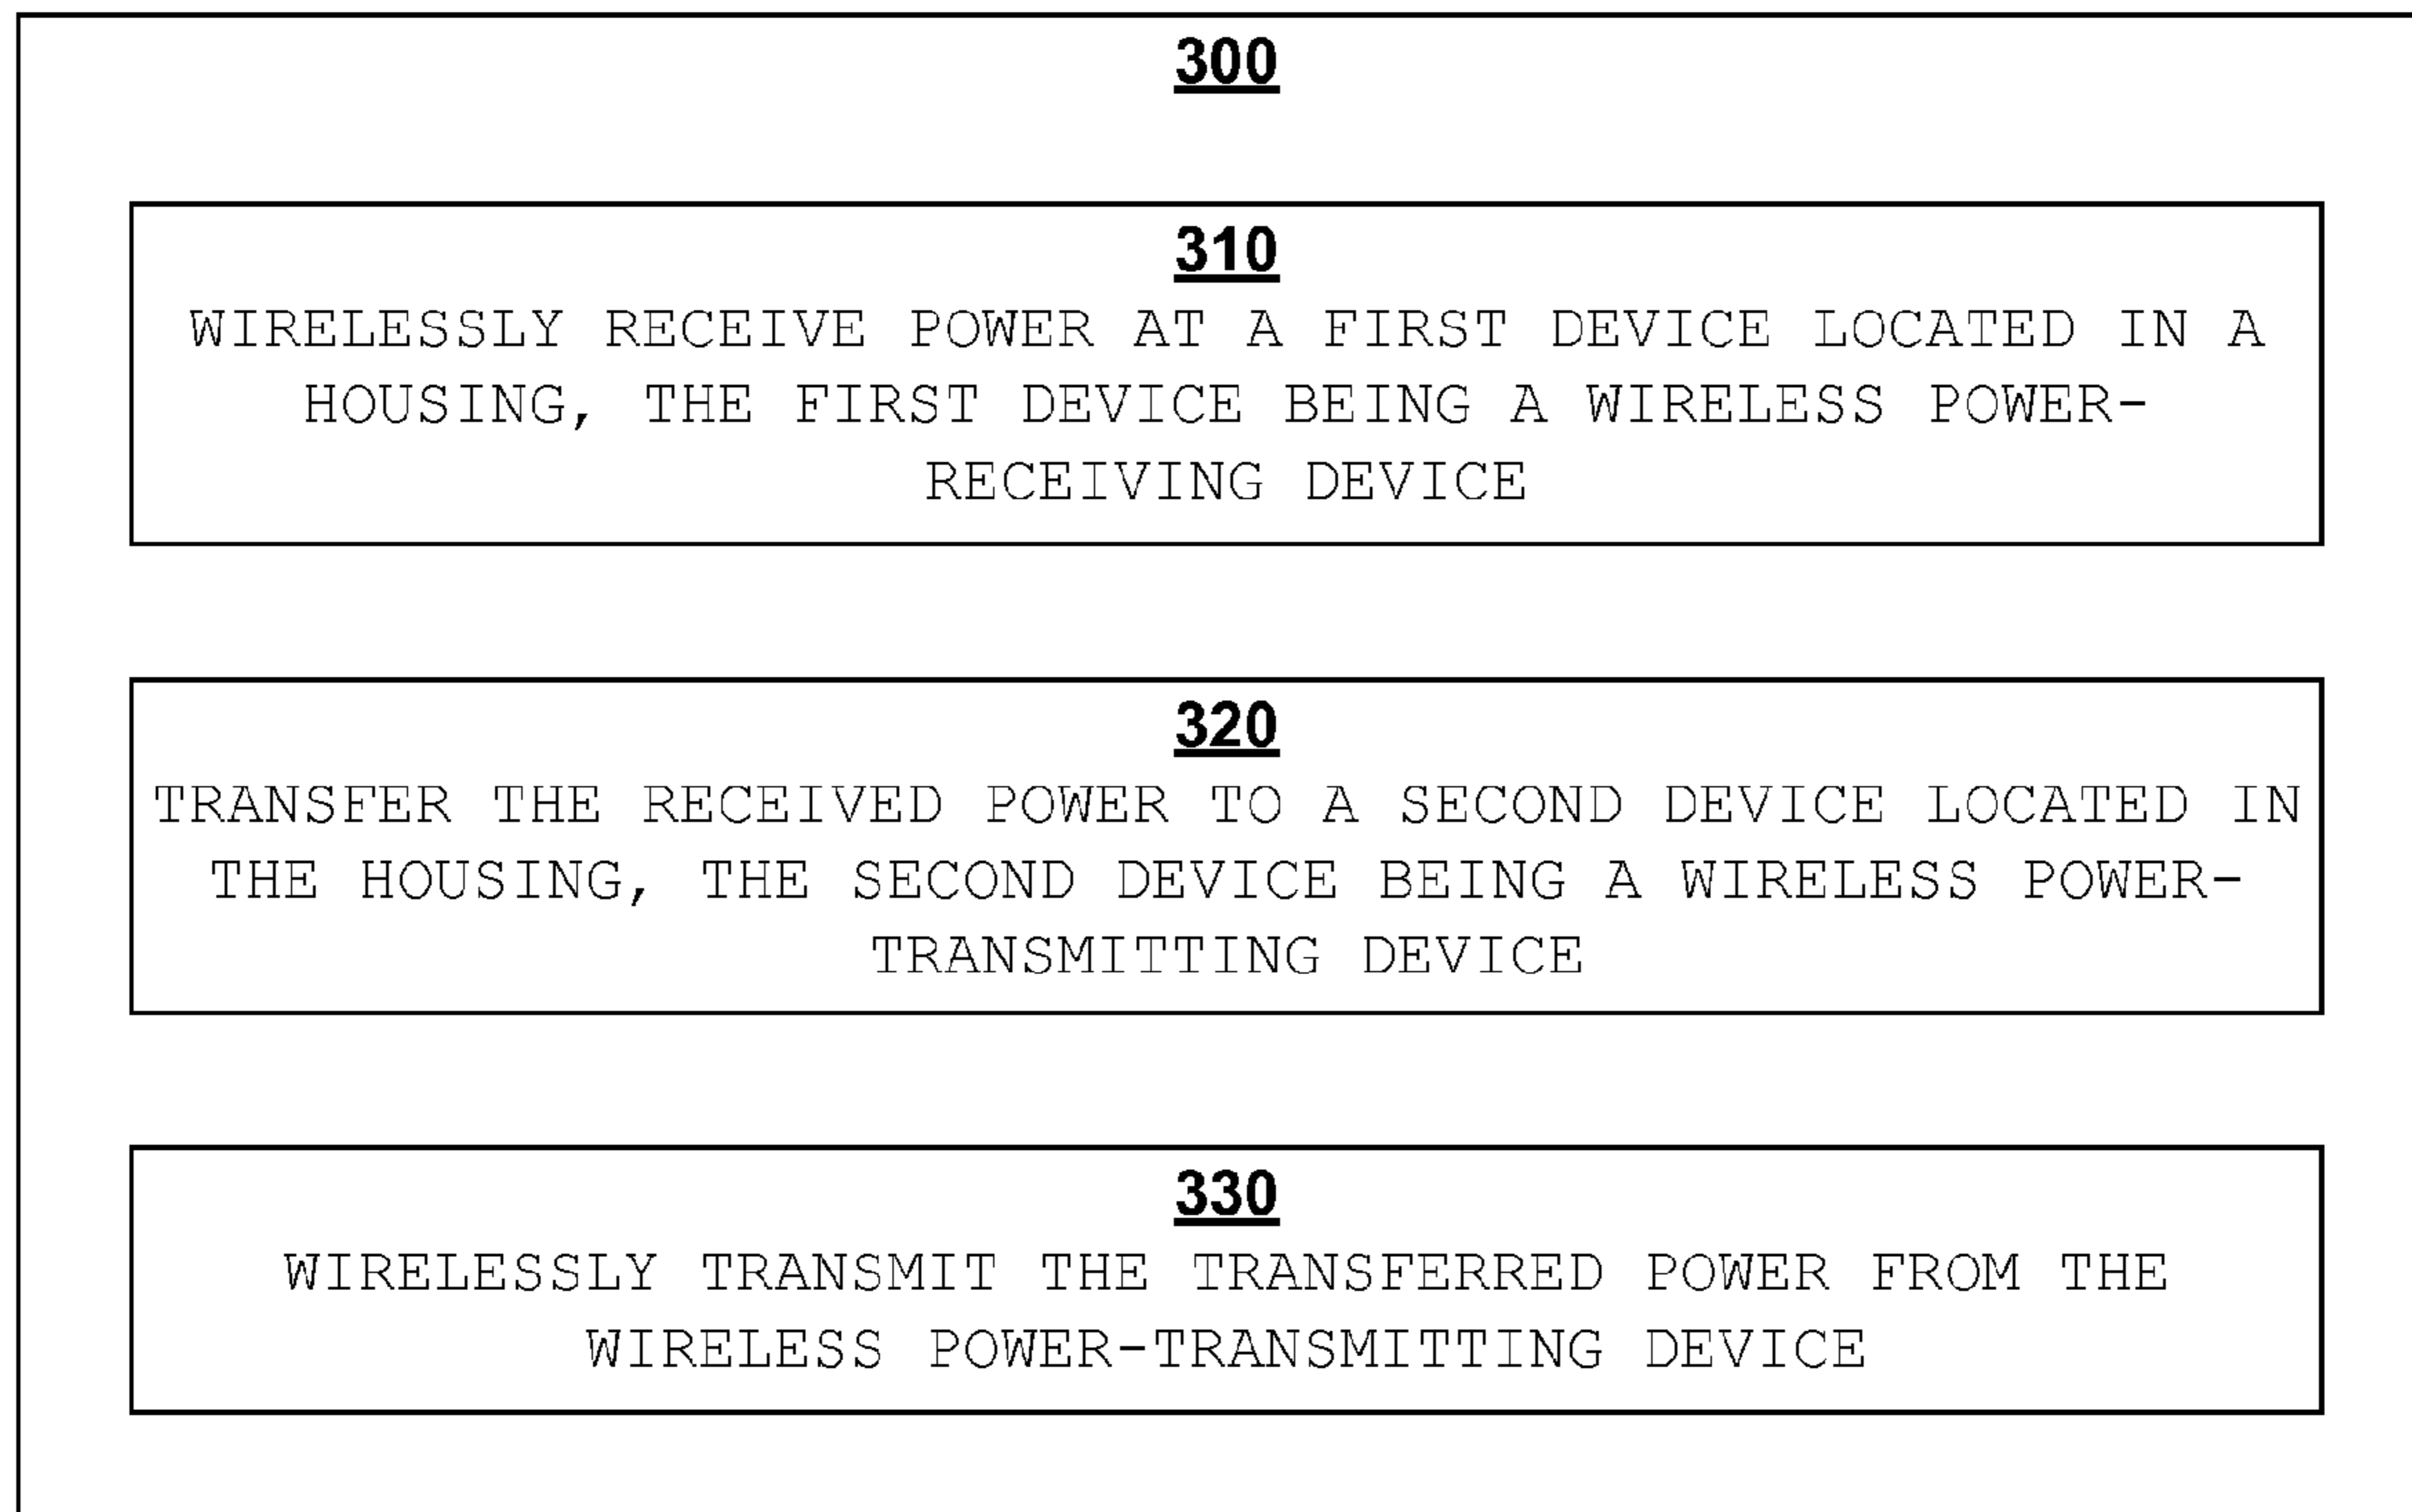 300
310
WIRELESSLY RECEIVE POWER AT A FIRST DEVICE LOCATED IN A
HOUSING, THE FIRST DEVICE BEING A WIRELESS POWER-
RECEIVING DEVICE
320
TRANSFER THE RECEIVED POWER TO A SECOND DEVICE LOCATED IN
THE HOUSING, THE SECOND DEVICE BEING A WIRELESS POWER-
TRANSMITTING DEVICE
330
WIRELESSLY TRANSMIT THE TRANSFERRED POWER FROM THE
WIRELESS POWER-TRANSMITTING DEVICE